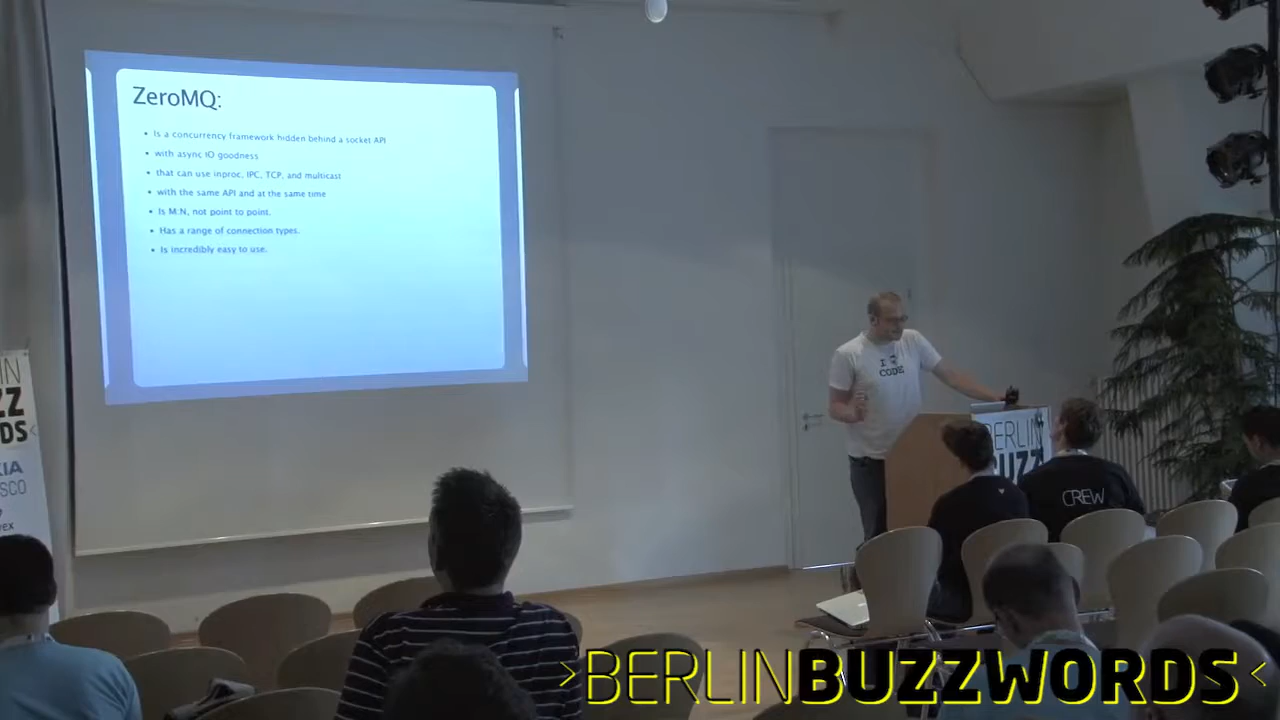 ZeroMQ:
• Is a concurrency framework hidden behind a socket API
• with async IO goodness
• that can use inproc, IPC, TCP, and multicast
• with the same API and at the same time
• Is M:N, not point to point.
• Has a range of connection types.
• Is incredibly easy to use.
I
CODE
BERLIN
BUZZ
CREW
>BERLINBUZZWORDS<